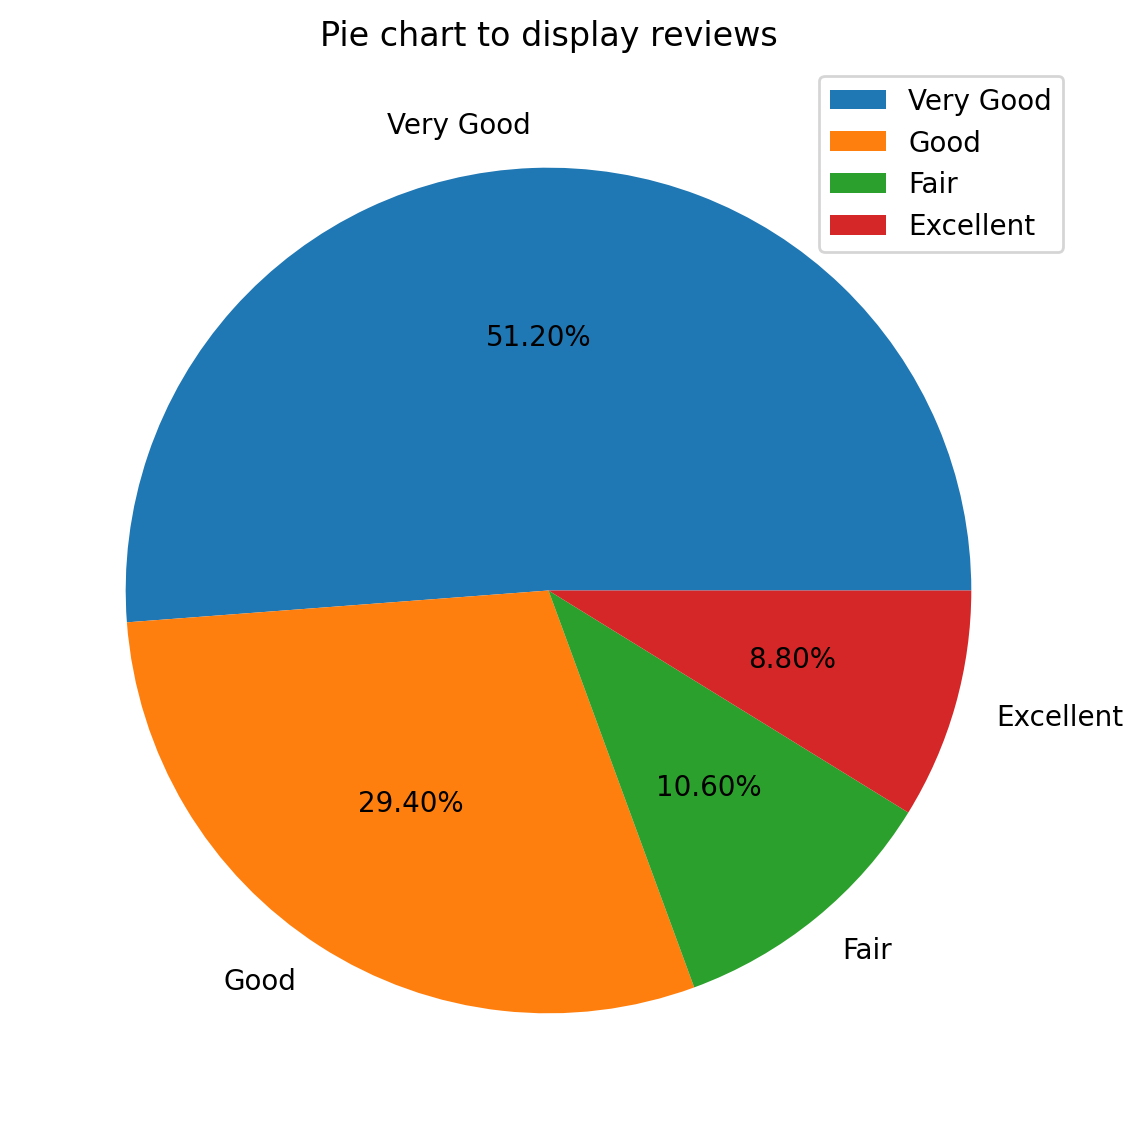 Pie chart to display reviews
Very Good
Good
Fair
Excellent
Very Good
51.20%
8.80%
Excellent
10.60%
29.40%
Fair
Good